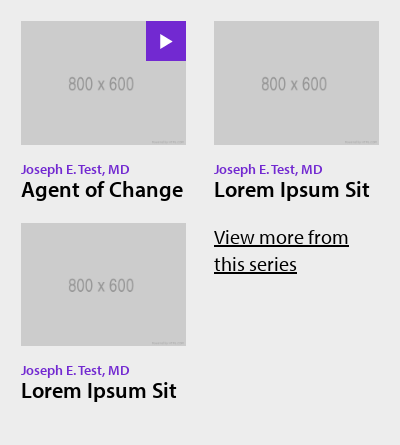 800 x 600
Joseph E. Test, MD
Agent of Change
800 x 600
Joseph E. Test, MD
Lorem Ipsum Sit
800 x 600
Joseph E. Test, MD
Lorem Ipsum Sit
View more from
this series